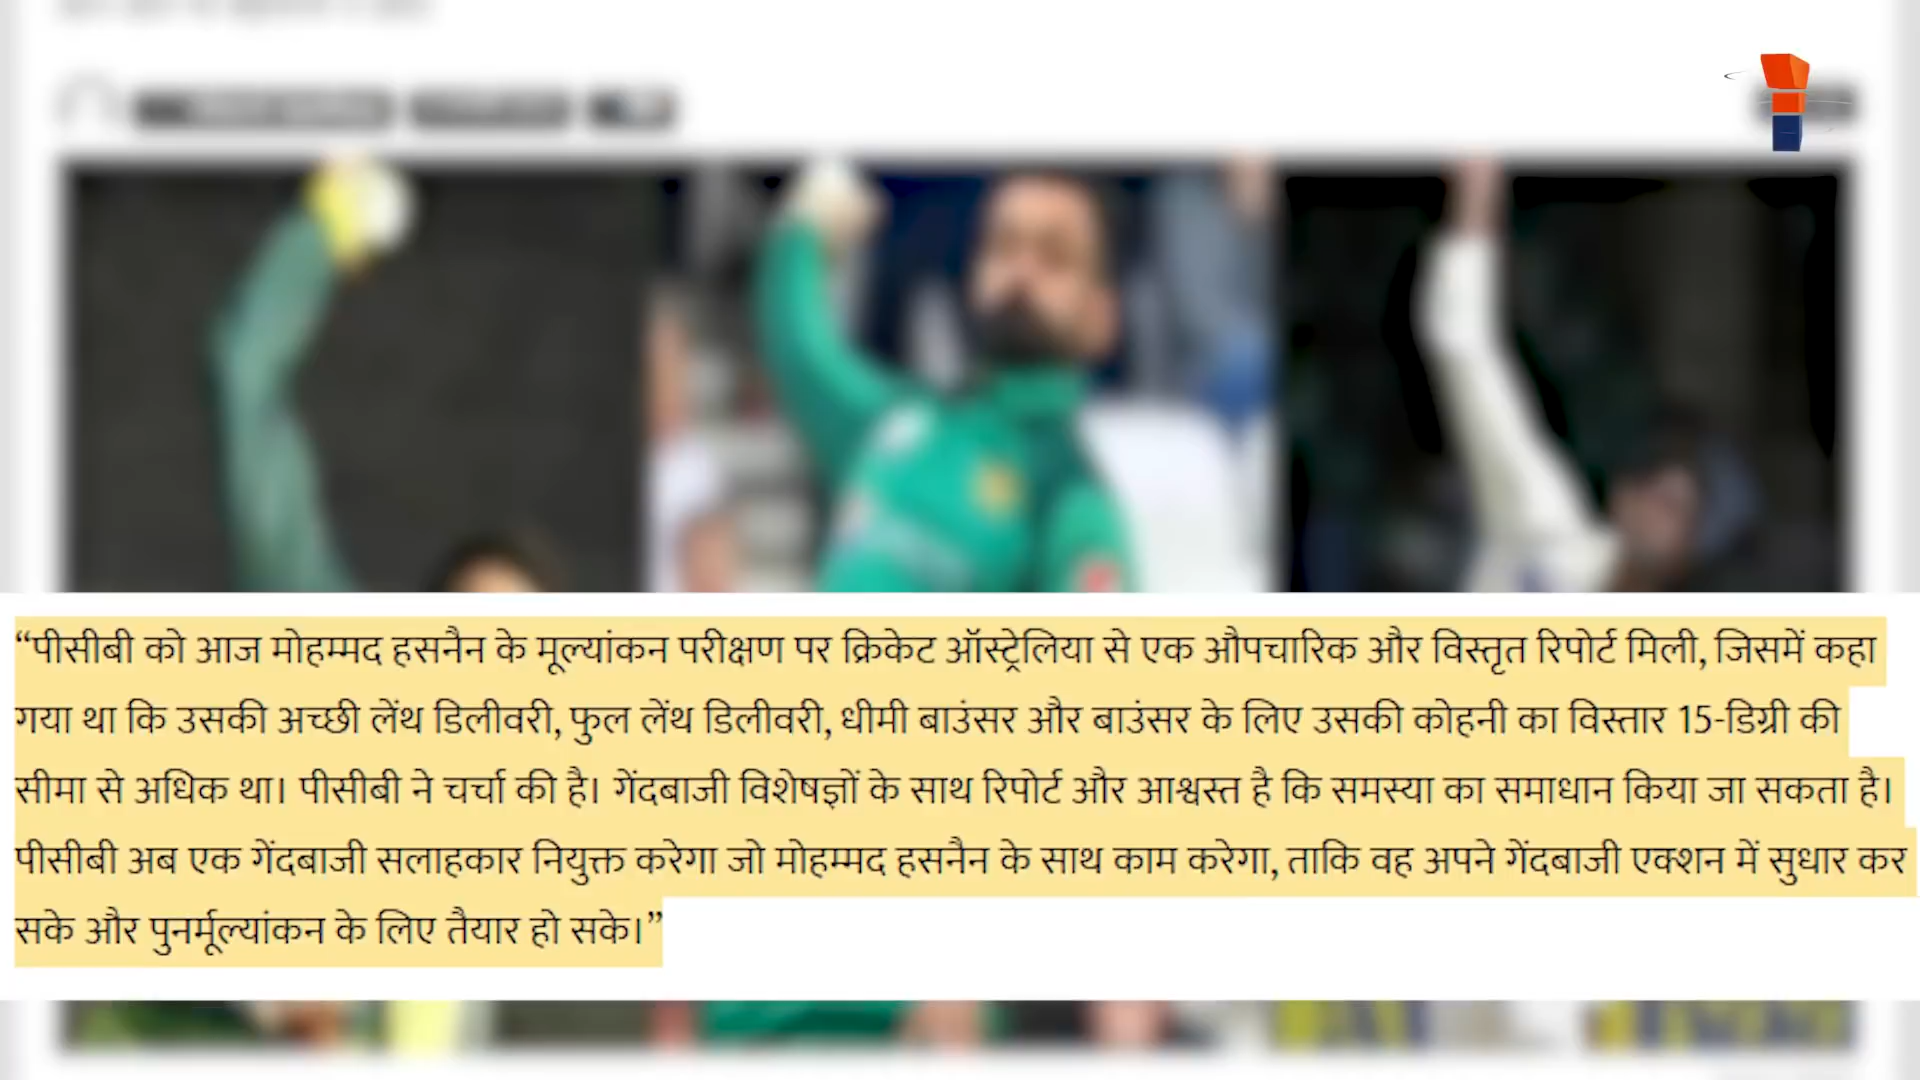 “पीसीबी को आज मोहम्मद हसनैन के मूल्यांकन परीक्षण पर क्रिकेट ऑस्ट्रेलिया से एक औपचारिक और विस्तृत रिपोर्ट मिली, जिसमें कहा
गया था कि उसकी अच्छी लेंथ डिलीवरी, फुल लेंथ डिलीवरी, धीमी बाउंसर और बाउंसर के लिए उसकी कोहनी का विस्तार 15-डिग्री की
सीमा से अधिक था। पीसीबी ने चर्चा की है। गेंदबाजी विशेषज्ञों के साथ रिपोर्ट और आश्वस्त है कि समस्या का समाधान किया जा सकता है।
पीसीबी अब एक गेंदबाजी सलाहकार नियुक्त करेगा जो मोहम्मद हसनैन के साथ काम करेगा, ताकि वह अपने गेंदबाजी एक्शन में सुधार कर
सके और पुनर्मूल्यांकन के लिए तैयार हो सके।”